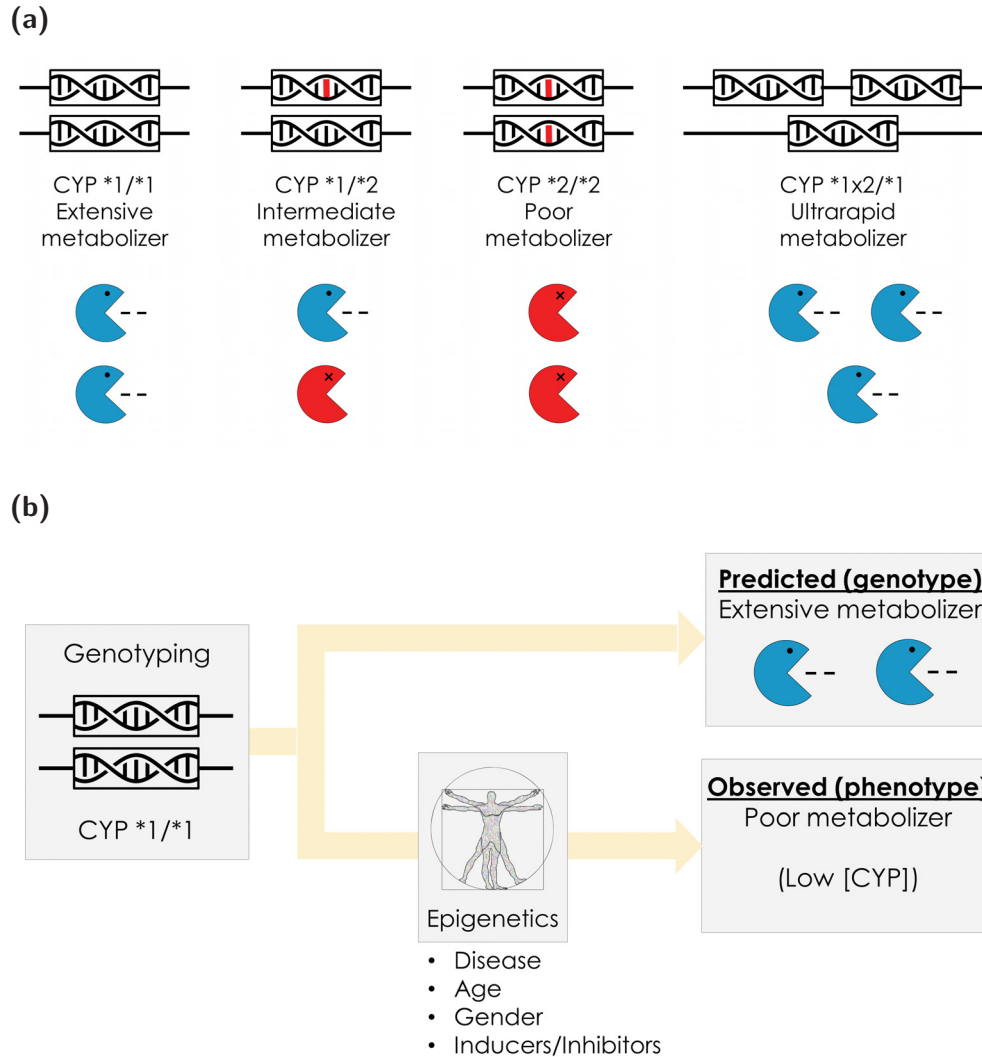 (a)
CYP *1/*1
Extensive
metabolizer
CYP *1/*2
Intermediate
metabolizer
CYP *2/*2
Poor
metabolizer
CYP *1x2/*1
Ultrarapid
metabolizer
(b)
Genotyping
CYP *1/*1
Epigenetics
• Disease
• Age
• Gender
• Inducers/Inhibitors
Predicted (genotype)
Extensive metabolizer
Observed (phenotype)
Poor metabolizer
(Low [CYP])